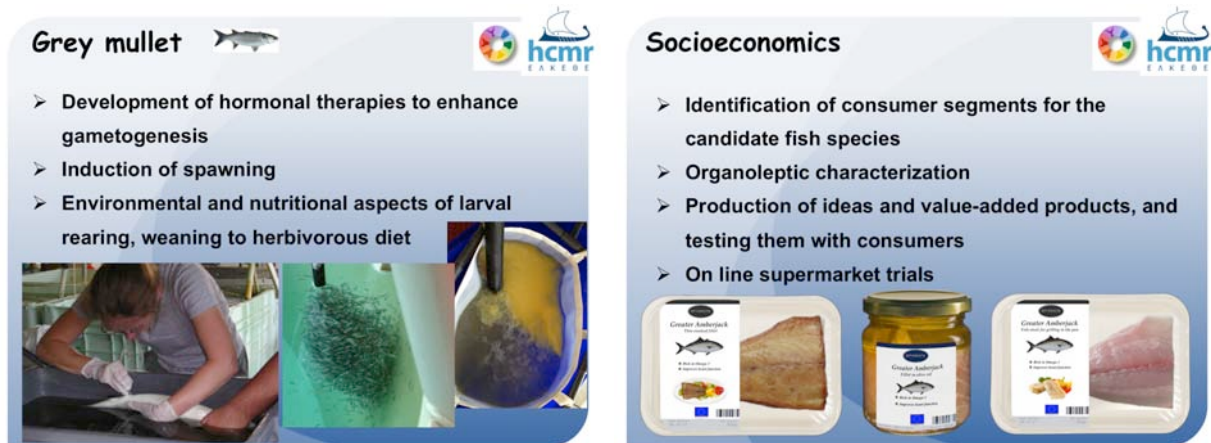 Grey mullet
hcmr
ΕΛΚΕΘΕ
➤ Development of hormonal therapies to enhance
gametogenesis
➤ Induction of spawning
➤ Environmental and nutritional aspects of larval
rearing, weaning to herbivorous diet
Socioeconomics
hcmr
ΕΛΚΕΘΕ
➤ Identification of consumer segments for the
candidate fish species
➤ Organoleptic characterization
➤ Production of ideas and value-added products, and
testing them with consumers
➤ On line supermarket trials
Greater Amberjack
Greater Amberjack
Greater Amberjack